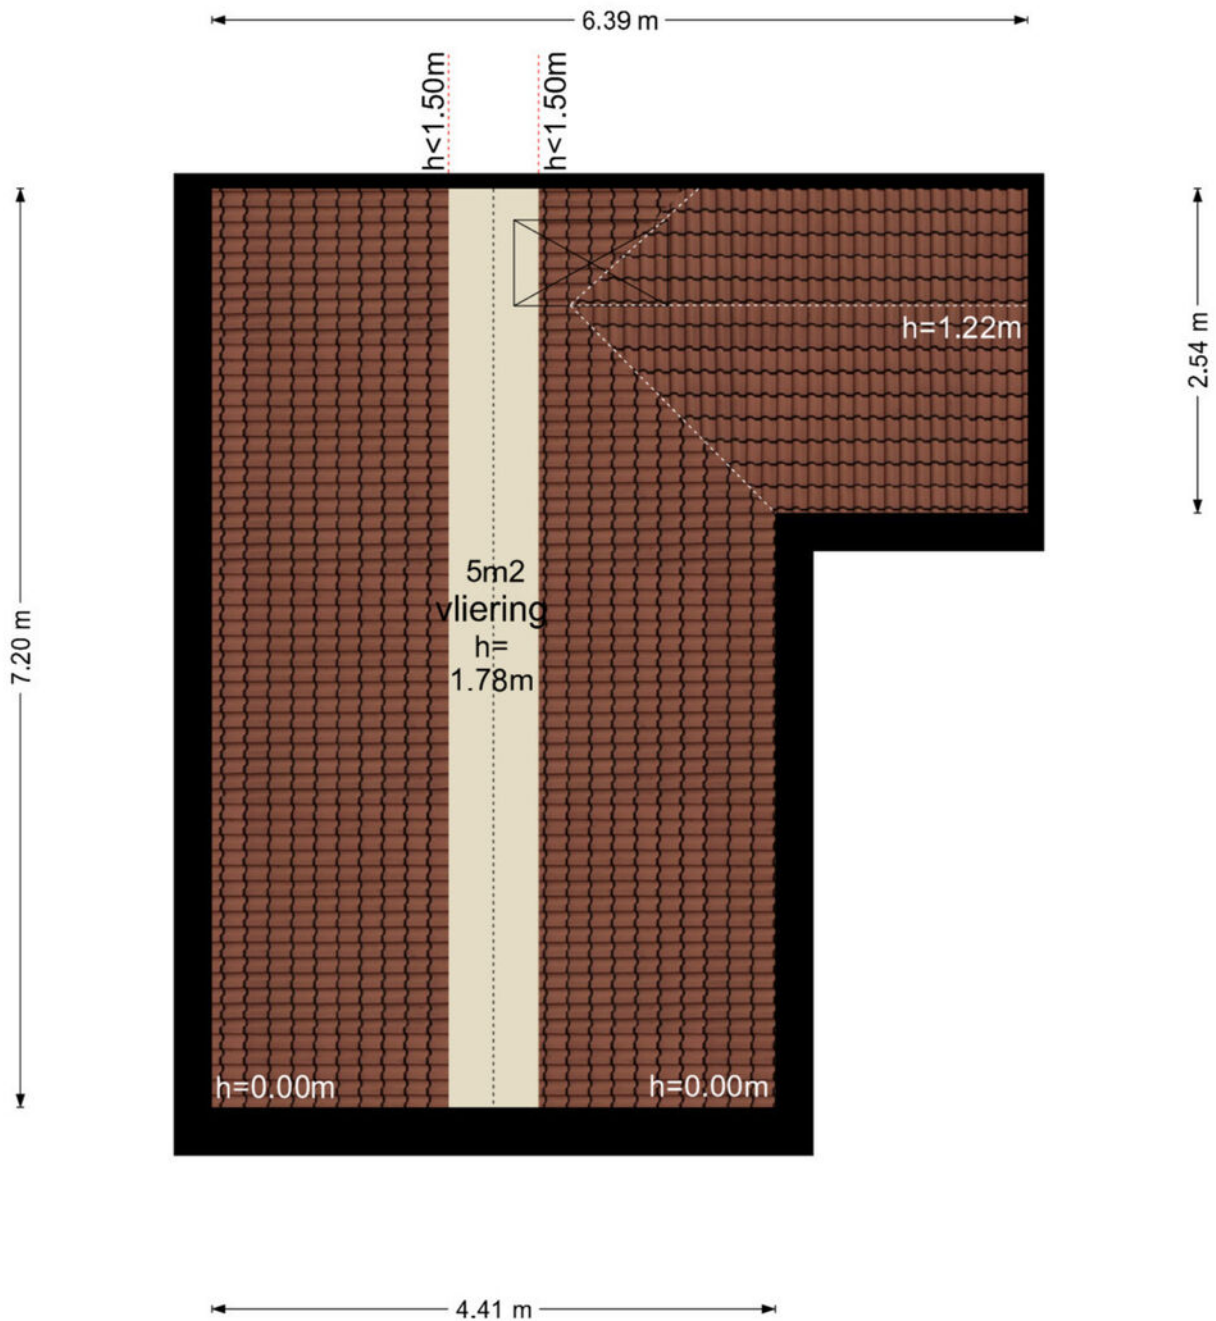 6.39 m
h<1.50m
h<1.50m
h=1.22m
2.54 m
7.20 m
5m2
vliering
h=
1.78m
h=0.00m
h=0.00m
4.41 m